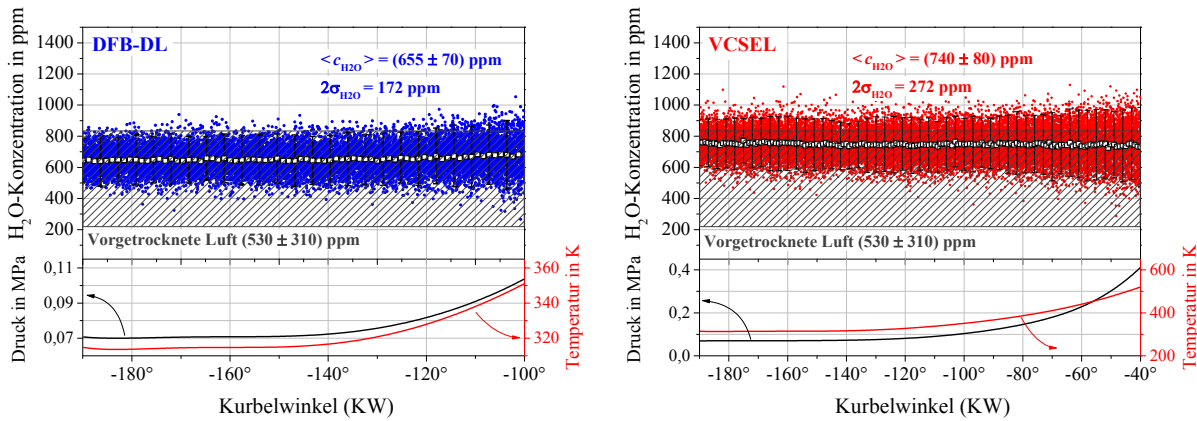 DFB-DL
<c_H2O> = (655 ± 70) ppm
2σ_H2O = 172 ppm
H₂O-Konzentration in ppm
1400
1200
1000
800
600
400
200
Vorgetrocknete Luft (530 ± 310) ppm
Druck in MPa
0,11
0,09
0,07
360
340
320
Temperatur in K
-180° -160° -140° -120° -100°
Kurbelwinkel (KW)
VCSEL
<c_H2O> = (740 ± 80) ppm
2σ_H2O = 272 ppm
H₂O-Konzentration in ppm
1400
1200
1000
800
600
400
200
Vorgetrocknete Luft (530 ± 310) ppm
Druck in MPa
0,4
0,2
0,0
600
400
200
Temperatur in K
-180° -160° -140° -120° -100° -80° -60° -40°
Kurbelwinkel (KW)